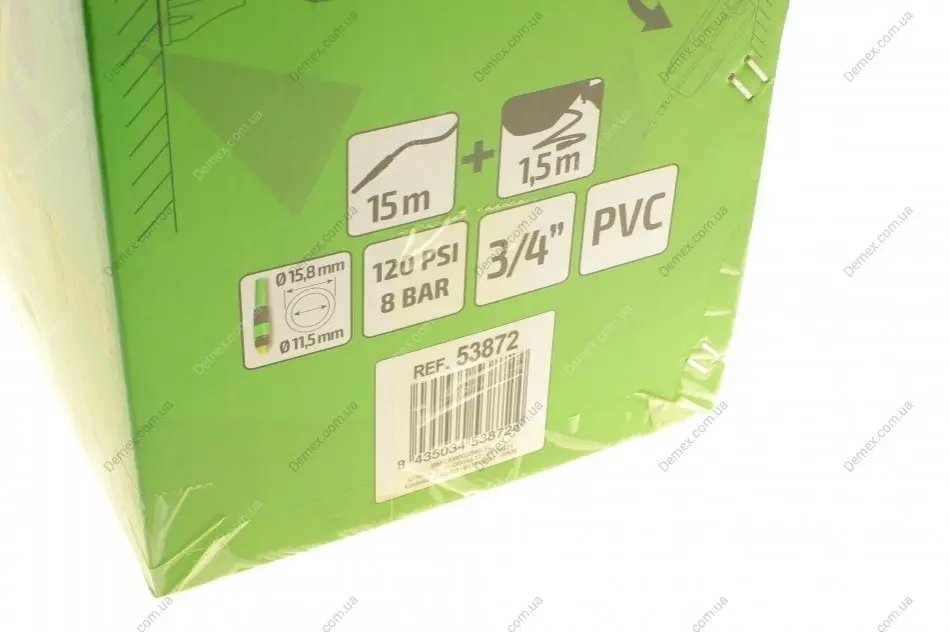 15 m
+
1,5 m
Ø 15,8 mm
Ø 11,5 mm
120 PSI
8 BAR
3/4”
PVC
REF. 53872
8 435034 538724
Demex.com.ua